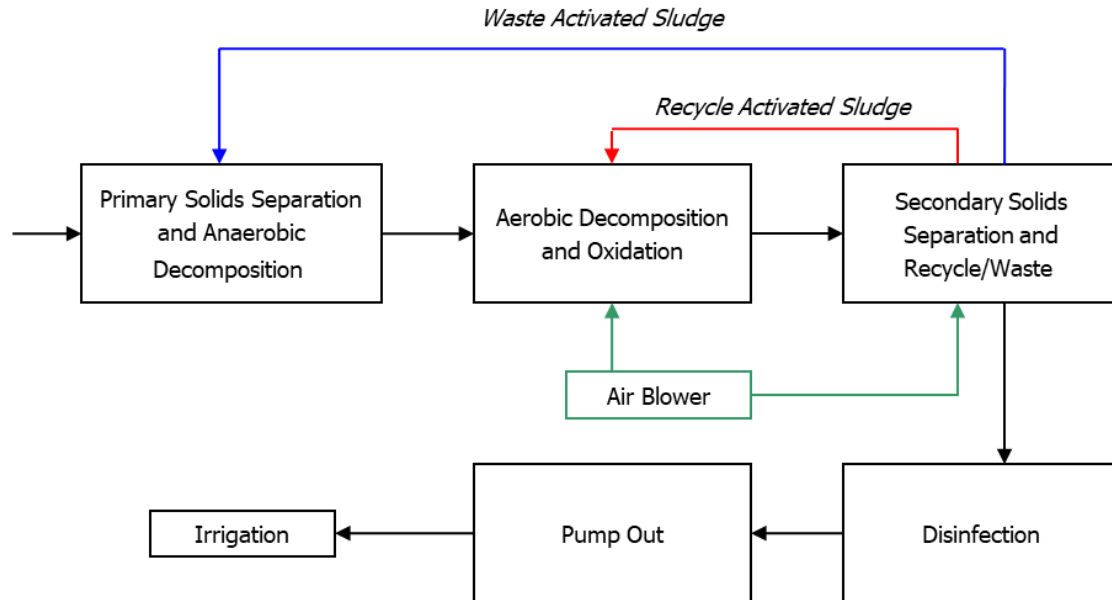 Waste Activated Sludge
Recycle Activated Sludge
Primary Solids Separation
and Anaerobic
Decomposition
Aerobic Decomposition
and Oxidation
Secondary Solids
Separation and
Recycle/Waste
Air Blower
Irrigation
Pump Out
Disinfection